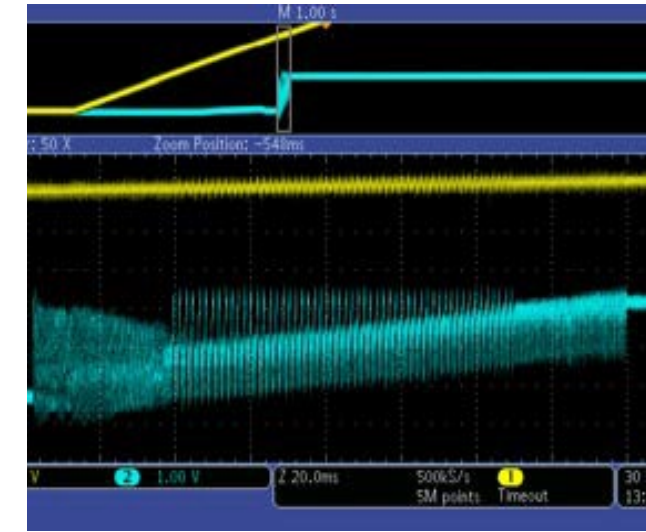 M 1.00 s
: 50 X Zoom Position: -548ms
V 2 1.00 V Z 20.0ms 500kS/s 1 30
5M points Timeout 13: